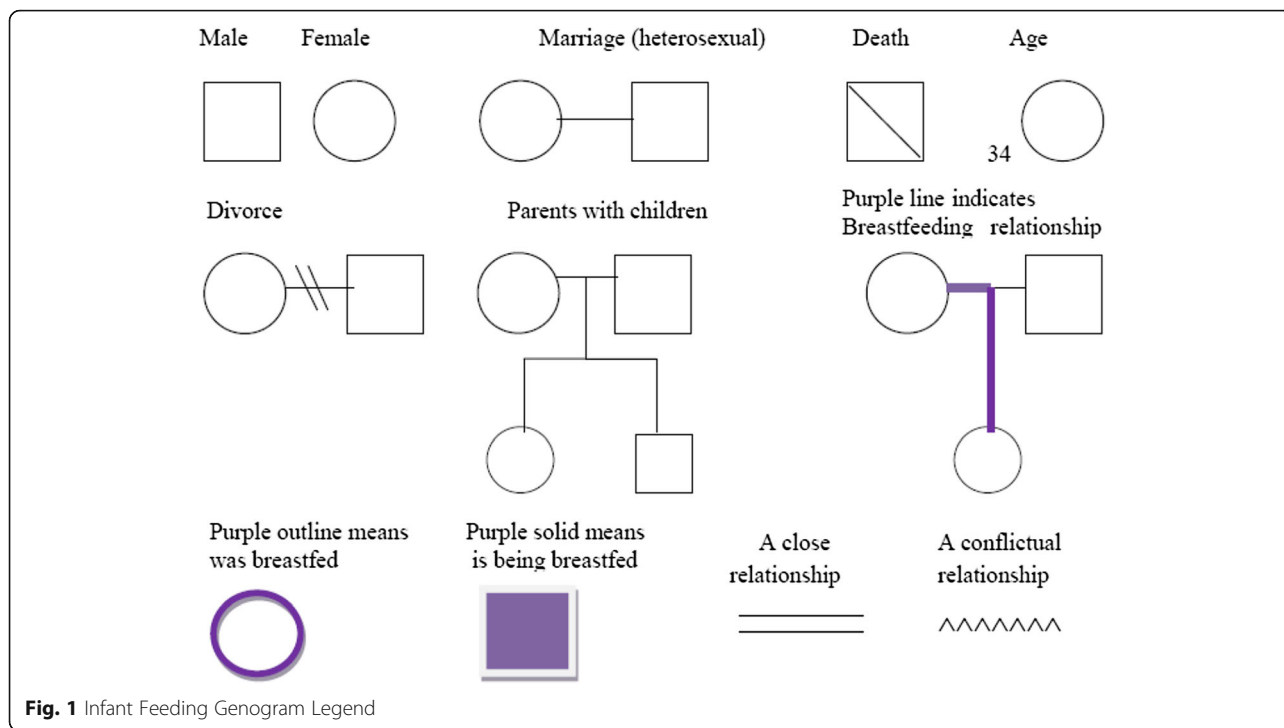 Male
Female
Marriage (heterosexual)
Death
Age
34
Divorce
Parents with children
Purple line indicates
Breastfeeding relationship
Purple outline means
was breastfed
Purple solid means
is being breastfed
A close
relationship
A conflictual
relationship
Fig. 1 Infant Feeding Genogram Legend